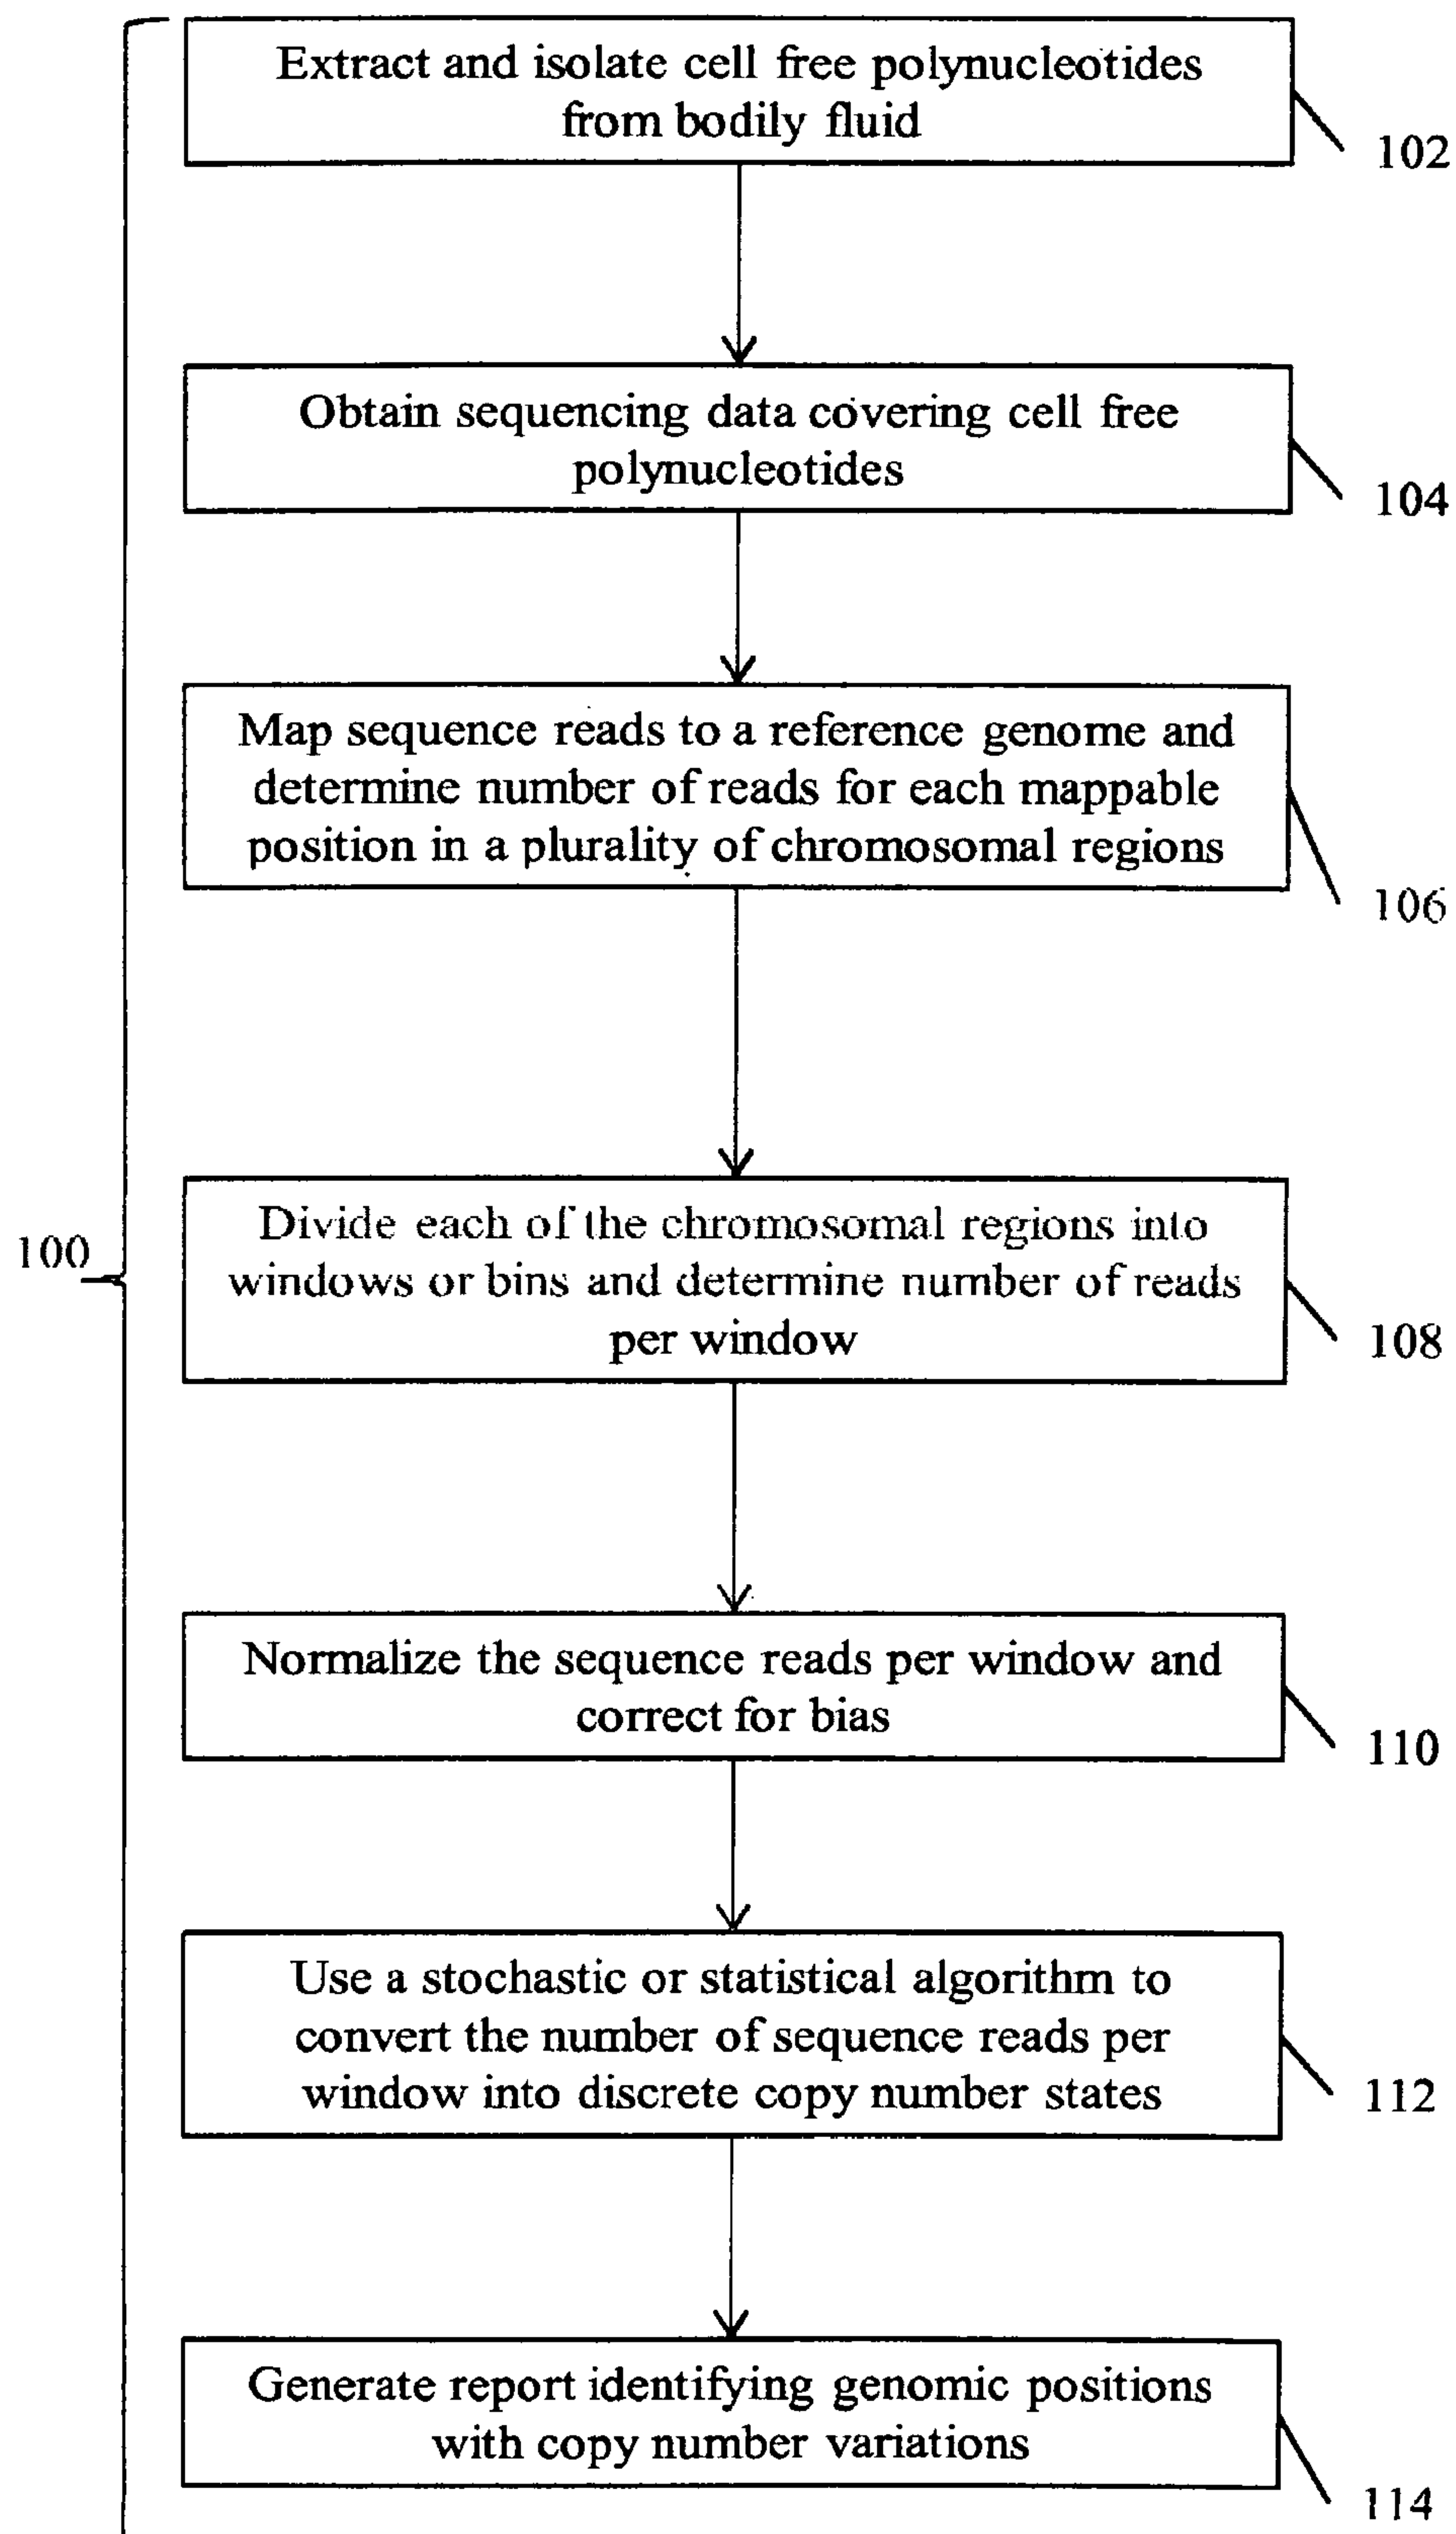 Extract and isolate cell free polynucleotides
from bodily fluid
102
Obtain sequencing data covering cell free
polynucleotides
104
Map sequence reads to a reference genome and
determine number of reads for each mappable
position in a plurality of chromosomal regions
106
100
Divide each of the chromosomal regions into
windows or bins and determine number of reads
per window
108
Normalize the sequence reads per window and
correct for bias
110
Use a stochastic or statistical algorithm to
convert the number of sequence reads per
window into discrete copy number states
112
Generate report identifying genomic positions
with copy number variations
114